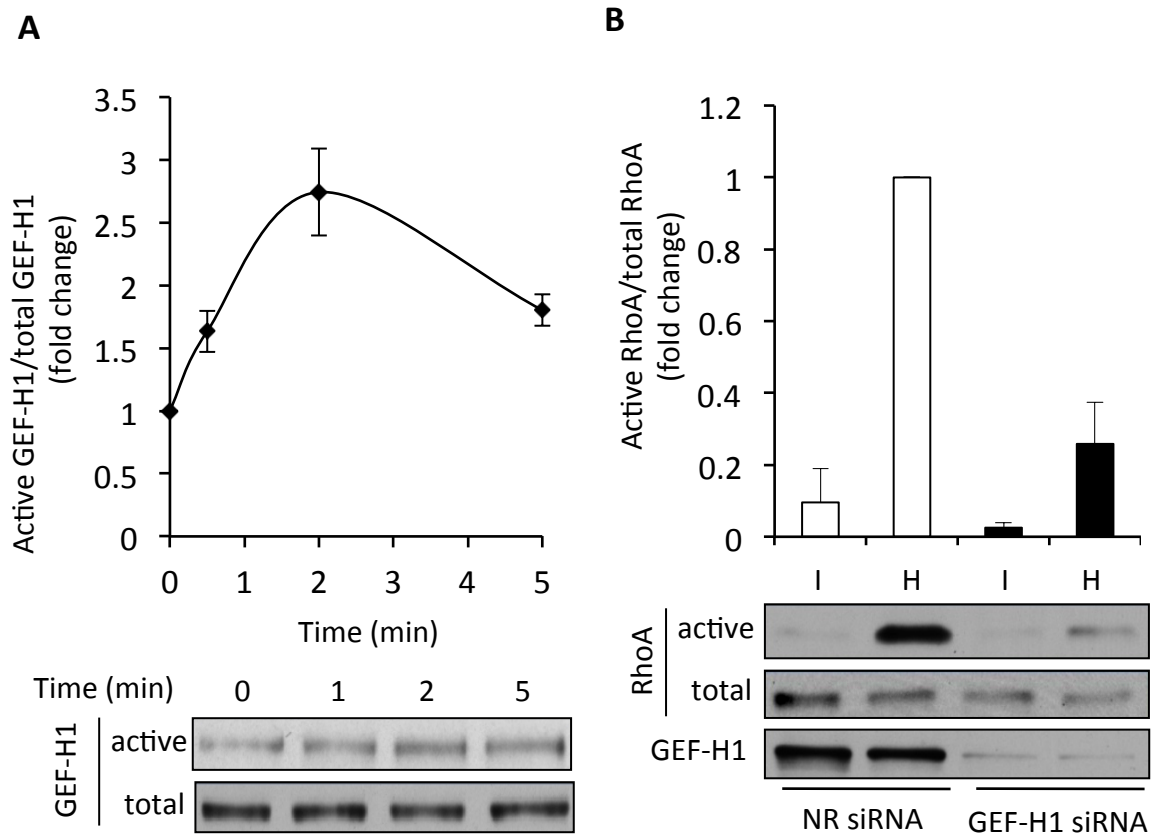 A
Active GEF-H1/total GEF-H1
(fold change)
3.5
3
2.5
2
1.5
1
0.5
0
0 1 2 3 4 5
Time (min)
Time (min) 0 1 2 5
GEF-H1
active
total
B
Active RhoA/total RhoA
(fold change)
1.2
1
0.8
0.6
0.4
0.2
0
I H I H
RhoA
active
total
GEF-H1
NR siRNA GEF-H1 siRNA